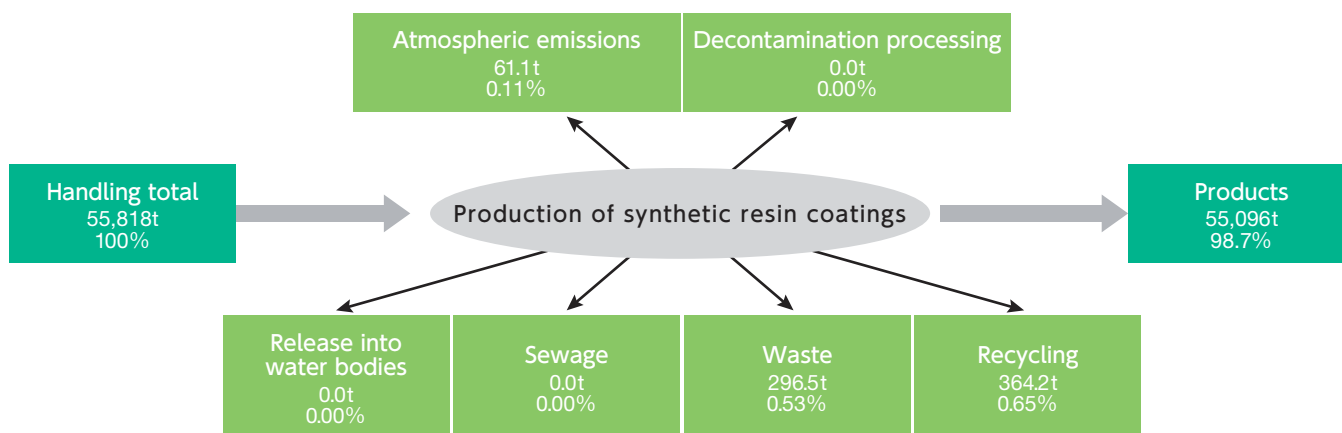 Atmospheric emissions
61.1t
0.11%
Decontamination processing
0.0t
0.00%
Handling total
55,818t
100%
Production of synthetic resin coatings
Products
55,096t
98.7%
Release into
water bodies
0.0t
0.00%
Sewage
0.0t
0.00%
Waste
296.5t
0.53%
Recycling
364.2t
0.65%